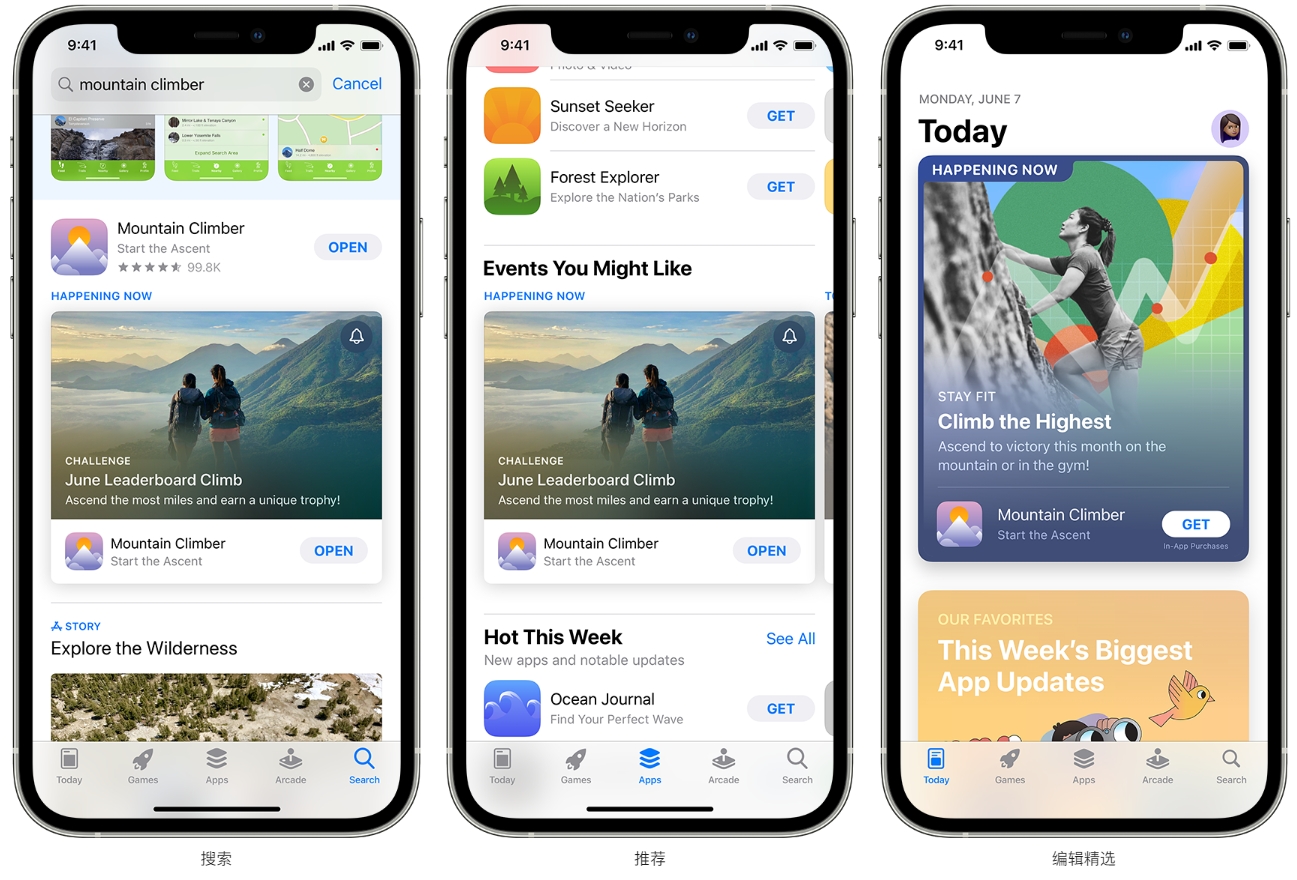 9:41
mountain climber
Cancel
El Capitan Presence
Mirror Lake & Tenaya Canyon
Lower Yosemite Falls
Expand Search Area
Half Dome
Mountain Climber
Start the Ascent
OPEN
99.8K
HAPPENING NOW
CHALLENGE
June Leaderboard Climb
Ascend the most miles and earn a unique trophy!
Mountain Climber
Start the Ascent
OPEN
STORY
Explore the Wilderness
Today
Games
Apps
Arcade
Search
搜索
9:41
Photo & Video
Sunset Seeker
Discover a New Horizon
GET
Forest Explorer
Explore the Nation's Parks
GET
Events You Might Like
HAPPENING NOW
CHALLENGE
June Leaderboard Climb
Ascend the most miles and earn a unique trophy!
Mountain Climber
Start the Ascent
OPEN
Hot This Week
See All
New apps and notable updates
Ocean Journal
Find Your Perfect Wave
GET
Today
Games
Apps
Arcade
Search
推荐
9:41
MONDAY, JUNE 7
Today
HAPPENING NOW
STAY FIT
Climb the Highest
Ascend to victory this month on the
mountain or in the gym!
Mountain Climber
Start the Ascent
GET
In-App Purchases
OUR FAVORITES
This Week's Biggest
App Updates
Today
Games
Apps
Arcade
Search
编辑精选